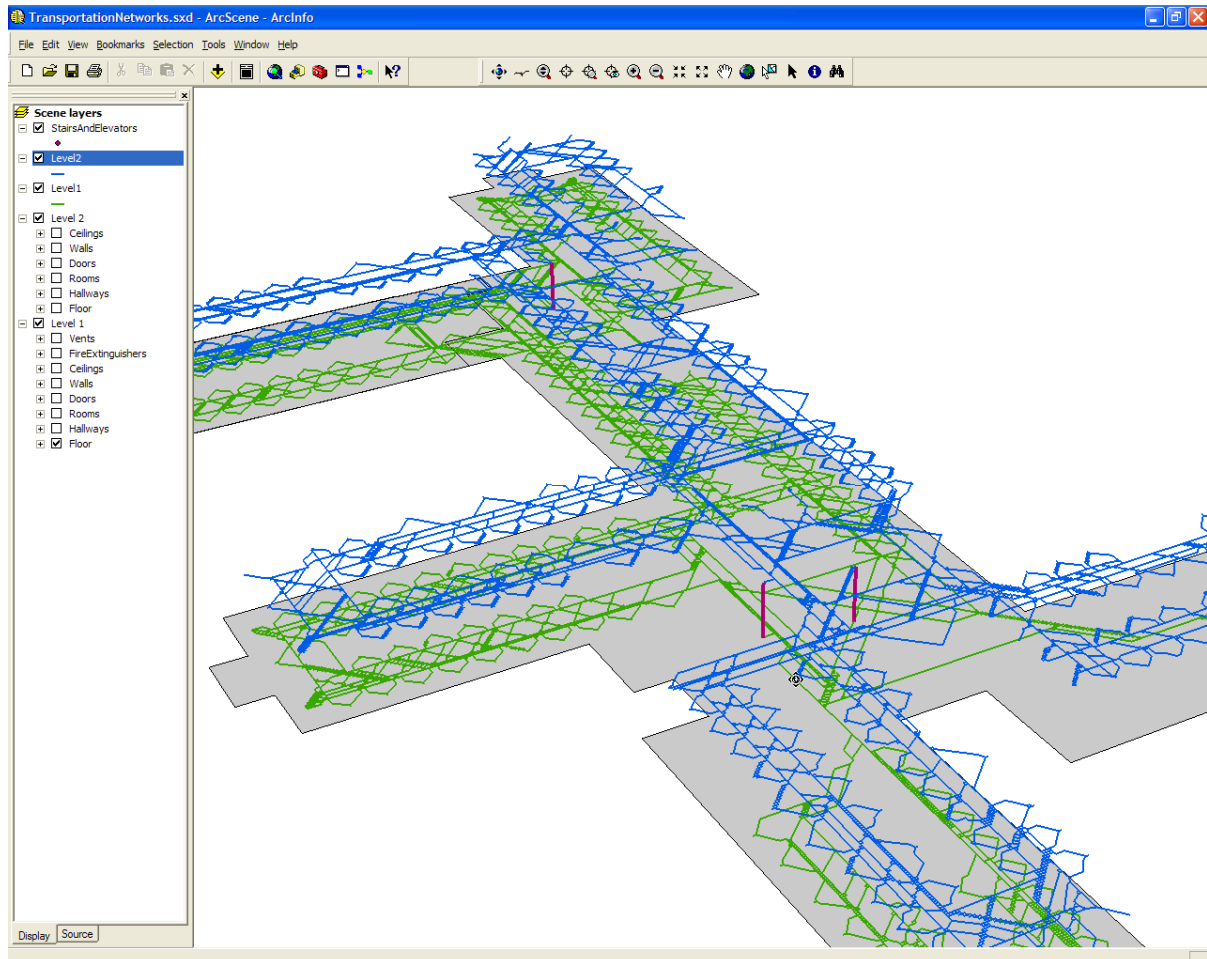 TransportationNetworks.sxd - ArcScene - ArcInfo
File Edit View Bookmarks Selection Tools Window Help
Scene layers
StairsAndElevators
Level2
Level1
Level 2
Ceilings
Walls
Doors
Rooms
Hallways
Floor
Level 1
Vents
FireExtinguishers
Ceilings
Walls
Doors
Rooms
Hallways
Floor
Display Source